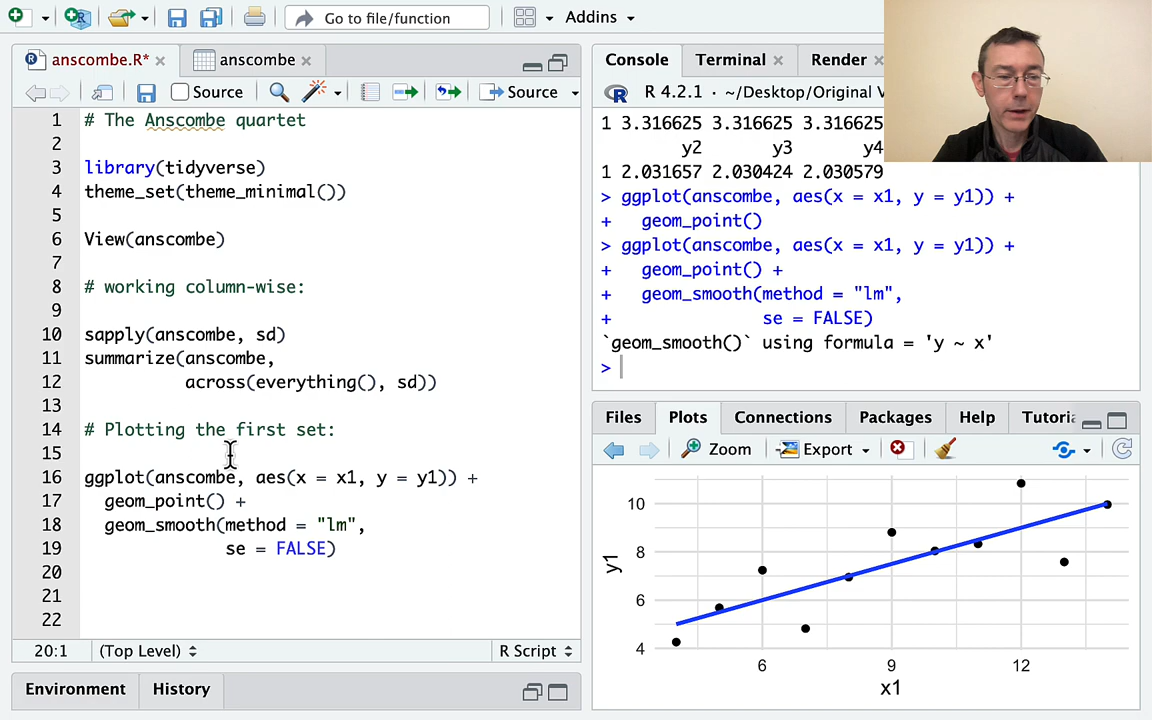 Go to file/function
Addins
anscombe.R*
anscombe
Source
Source
1 # The Anscombe quartet
2
3 library(tidyverse)
4 theme_set(theme_minimal())
5
6 View(anscombe)
7
8 # working column-wise:
9
10 sapply(anscombe, sd)
11 summarize(anscombe,
12 across(everything(), sd))
13
14 # Plotting the first set:
15
16 ggplot(anscombe, aes(x = x1, y = y1)) +
17 geom_point() +
18 geom_smooth(method = "lm",
19 se = FALSE)
20
21
22
20:1 (Top Level) R Script
Environment History
Console Terminal Render
R 4.2.1 · ~/Desktop/Original V
1 3.316625 3.316625 3.31662
y2 y3 y4
1 2.031657 2.030424 2.030579
> ggplot(anscombe, aes(x = x1, y = y1)) +
+ geom_point()
> ggplot(anscombe, aes(x = x1, y = y1)) +
+ geom_point() +
+ geom_smooth(method = "lm",
+ se = FALSE)
`geom_smooth()` using formula = 'y ~ x'
>
Files Plots Connections Packages Help Tutoria
Zoom Export
10
8
6
4
y1
6 9 12
x1